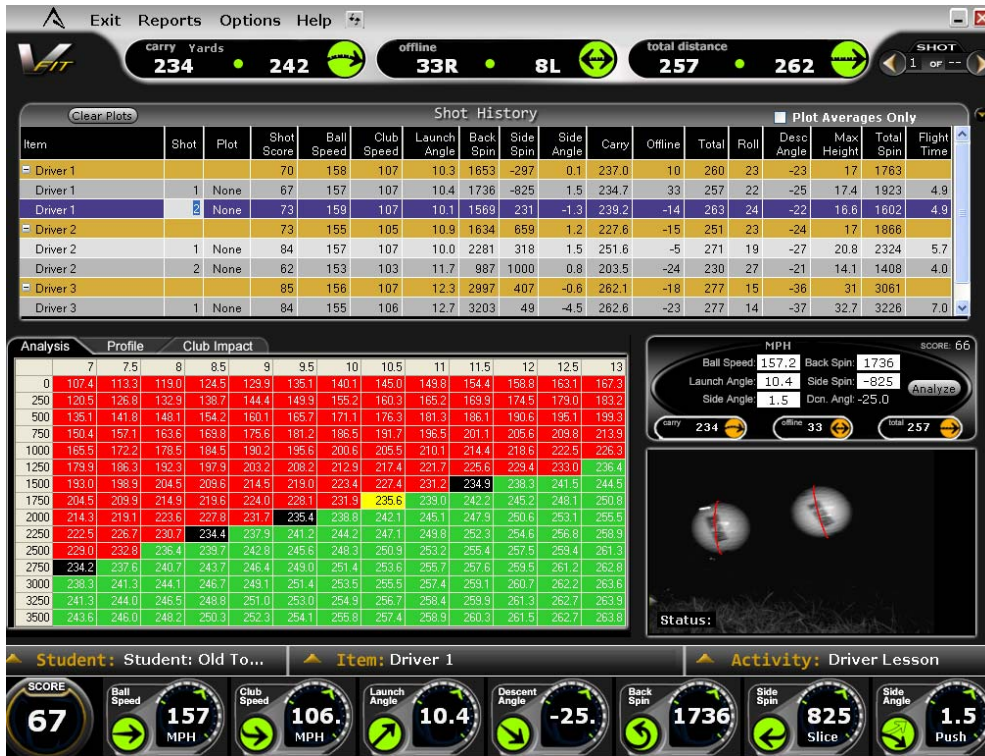 Exit Reports Options Help
V FIT
carry Yards
234 242
offline
33R 8L
total distance
257 262
SHOT
1 OF --
Clear Plots Shot History Plot Averages Only
Item Shot Plot Shot Score Ball Speed Club Speed Launch Angle Back Spin Side Spin Side Angle Carry Offline Total Roll Desc Angle Max Height Total Spin Flight Time
Driver 1 70 158 107 10.3 1653 -297 0.1 237.0 10 260 23 -23 17 1763
Driver 1 1 None 67 157 107 10.4 1736 -825 1.5 234.7 33 257 22 -25 17.4 1923 4.9
Driver 1 2 None 73 159 107 10.1 1569 231 -1.3 239.2 -14 263 24 -22 16.6 1602 4.9
Driver 2 73 155 105 10.9 1634 659 1.2 227.6 -15 251 23 -24 17 1866
Driver 2 1 None 84 157 107 10.0 2281 318 1.5 251.6 -5 271 19 -27 20.8 2324 5.7
Driver 2 2 None 62 153 103 11.7 987 1000 0.8 203.5 -24 230 27 -21 14.1 1408 4.0
Driver 3 85 156 107 12.3 2997 407 -0.6 262.1 -18 277 15 -36 31 3061
Driver 3 1 None 84 155 106 12.7 3203 49 -4.5 262.6 -23 277 14 -37 32.7 3226 7.0
Analysis Profile Club Impact
7 7.5 8 8.5 9 9.5 10 10.5 11 11.5 12 12.5 13
0 107.4 113.3 119.0 124.5 129.9 135.1 140.1 145.0 149.8 154.4 158.8 163.1 167.3
250 120.5 126.8 132.9 138.7 144.4 149.9 155.2 160.3 165.2 169.9 174.5 179.0 183.2
500 135.1 141.8 148.1 154.2 160.1 165.7 171.1 176.3 181.3 186.1 190.6 195.1 199.3
750 150.4 157.1 163.6 169.8 175.6 181.2 186.5 191.7 196.5 201.1 205.6 209.8 213.9
1000 165.5 172.2 178.5 184.5 190.2 195.6 200.6 205.5 210.1 214.4 218.6 222.5 226.3
1250 179.9 186.3 192.3 197.9 203.2 208.2 212.9 217.4 221.7 225.6 229.4 233.0 236.4
1500 193.0 198.9 204.5 209.6 214.5 219.0 223.4 227.4 231.2 234.9 238.3 241.5 244.5
1750 204.5 209.9 214.9 219.6 224.0 228.1 231.9 235.6 239.0 242.2 245.2 248.1 250.8
2000 214.3 219.1 223.6 227.8 231.7 235.4 238.8 242.1 245.1 247.9 250.6 253.1 255.5
2250 222.5 226.7 230.7 234.4 237.9 241.2 244.2 247.1 249.8 252.3 254.6 256.8 258.9
2500 229.0 232.8 236.4 239.7 242.8 245.6 248.3 250.9 253.2 255.4 257.5 259.4 261.3
2750 234.2 237.6 240.7 243.7 246.4 249.0 251.4 253.6 255.7 257.6 259.5 261.2 262.8
3000 238.3 241.3 244.1 246.7 249.1 251.4 253.5 255.5 257.4 259.1 260.7 262.2 263.6
3250 241.3 244.0 246.5 248.8 251.0 253.0 254.9 256.7 258.4 259.9 261.3 262.7 263.9
3500 243.6 246.0 248.2 250.3 252.3 254.1 255.8 257.4 258.9 260.3 261.5 262.7 263.8
MPH SCORE: 66
Ball Speed: 157.2 Back Spin: 1736
Launch Angle: 10.4 Side Spin: -825
Side Angle: 1.5 Dcn. Angl: -25.0
Analyze
carry 234 offline 33 total 257
Status:
Student: Student: Old To... Item: Driver 1 Activity: Driver Lesson
SCORE 67
Ball Speed 157 MPH
Club Speed 106. MPH
Launch Angle 10.4
Descent Angle -25.
Back Spin 1736
Side Spin 825 Slice
Side Angle 1.5 Push